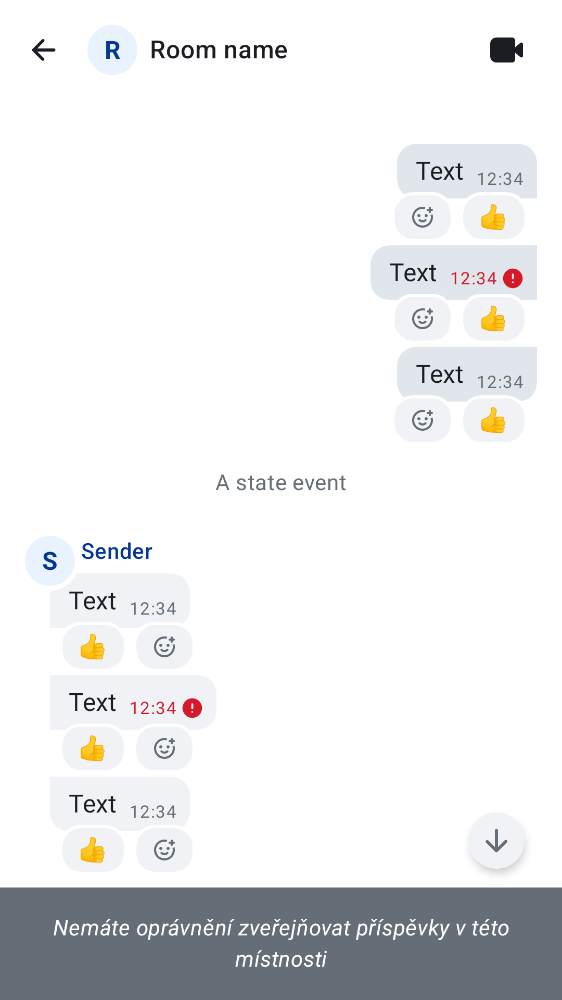 R Room name
Text 12:34
👍
Text 12:34
👍
Text 12:34
👍
A state event
S Sender
Text 12:34
👍
Text 12:34
👍
Text 12:34
👍
Nemáte oprávnění zveřejňovat příspěvky v této
místnosti